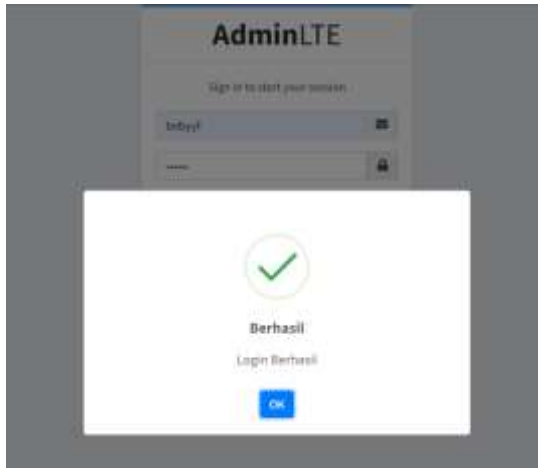 AdminLTE
Sign in to start your session
•••••
Berhasil
Login Berhasil
OK